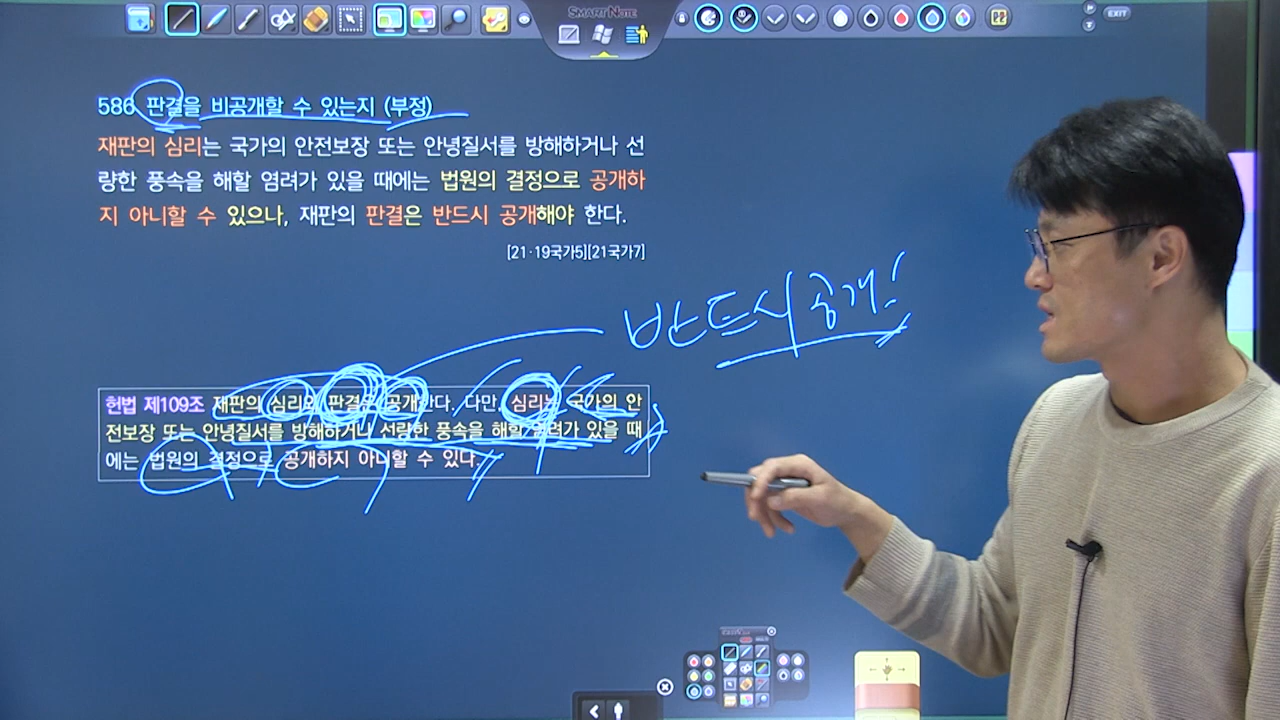 SMART NOTE
EXIT
586 판결을 비공개할 수 있는지 (부정)
재판의 심리는 국가의 안전보장 또는 안녕질서를 방해하거나 선
량한 풍속을 해할 염려가 있을 때에는 법원의 결정으로 공개하
지 아니할 수 있으나, 재판의 판결은 반드시 공개해야 한다.
[21·19국가5][21국가7]
반드시 공개!
헌법 제109조 재판의 심리와 판결은 공개한다. 다만, 심리는 국가의 안
전보장 또는 안녕질서를 방해하거나 선량한 풍속을 해할 염려가 있을 때
에는 법원의 결정으로 공개하지 아니할 수 있다.